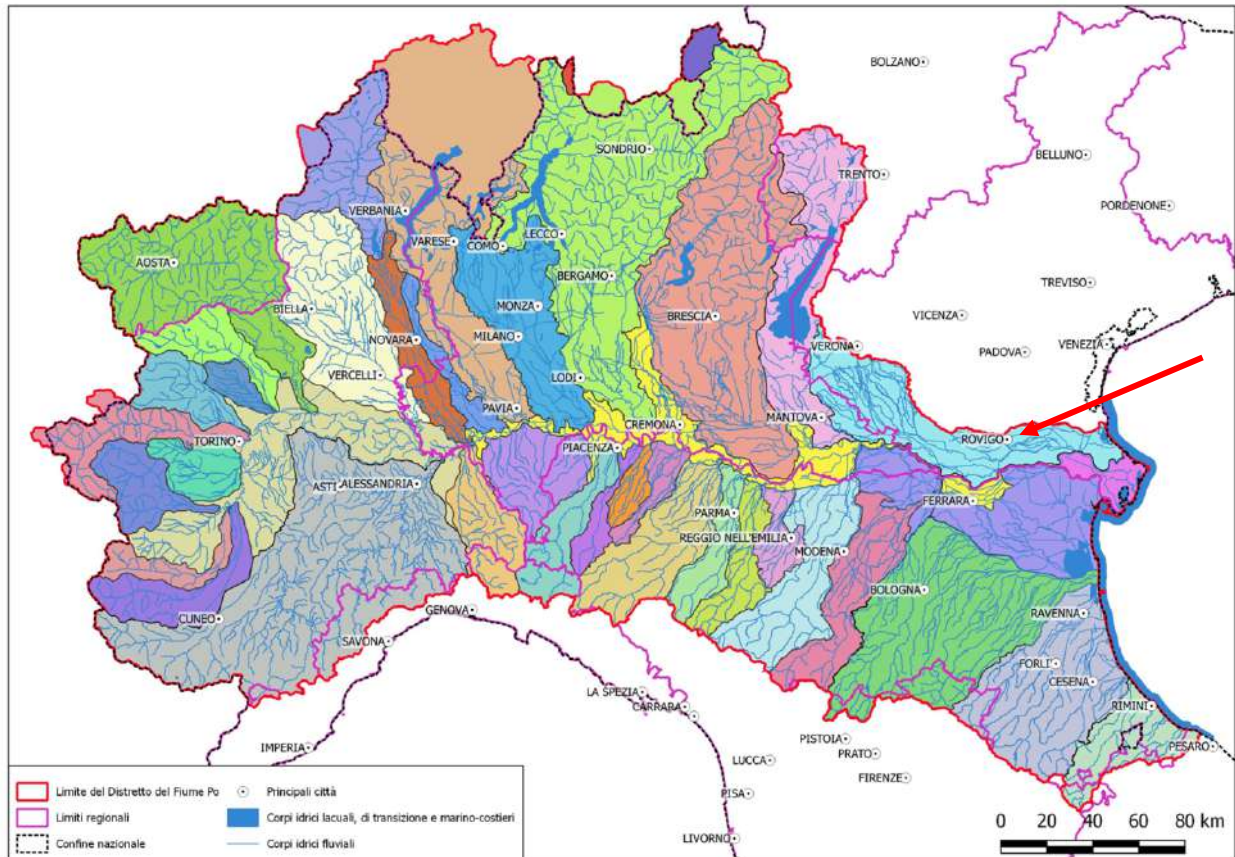 BOLZANO
SONDRIO
BELLUNO
TRENTO
PORDENONE
VERBANIA
LECCO
VARESE
COMO
AOSTA
BERGAMO
TREVISO
BIELLA
MONZA
BRESCIA
VICENZA
NOVARA
MILANO
VERONA
PADOVA
VENEZIA
VERCELLI
LODI
PAVIA
MANTOVA
CREMONA
TORINO
PIACENZA
ROVIGO
ASTI
ALESSANDRIA
FERRARA
PARMA
REGGIO NELL'EMILIA
MODENA
BOLOGNA
CUNEO
GENOVA
RAVENNA
SAVONA
FORLI
CESENA
LA SPEZIA
CARRARA
RIMINI
IMPERIA
PISTOIA
PRATO
PESARO
LUCCA
FIRENZE
PISA
LIVORNO
Limite del Distretto del Fiume Po
Principali città
Limiti regionali
Corpi idrici lacuali, di transizione e marino-costieri
Confine nazionale
Corpi idrici fluviali
0 20 40 60 80 km